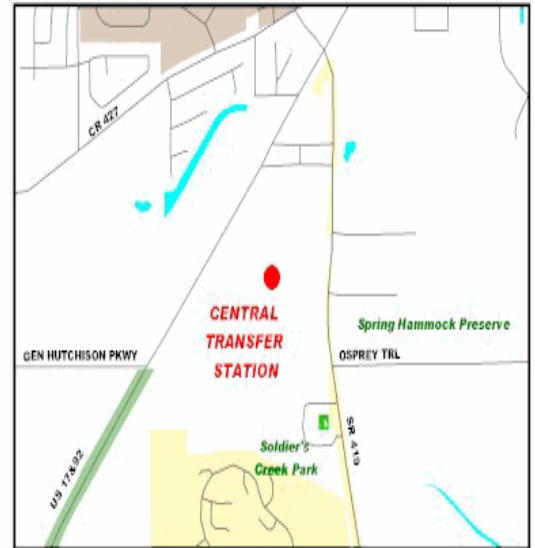 CR 427
CENTRAL
TRANSFER
STATION
Spring Hammock Preserve
GEN HUTCHISON PKWY
OSPREY TRL
US 17&92
Soldier's
Creek Park
SR 419